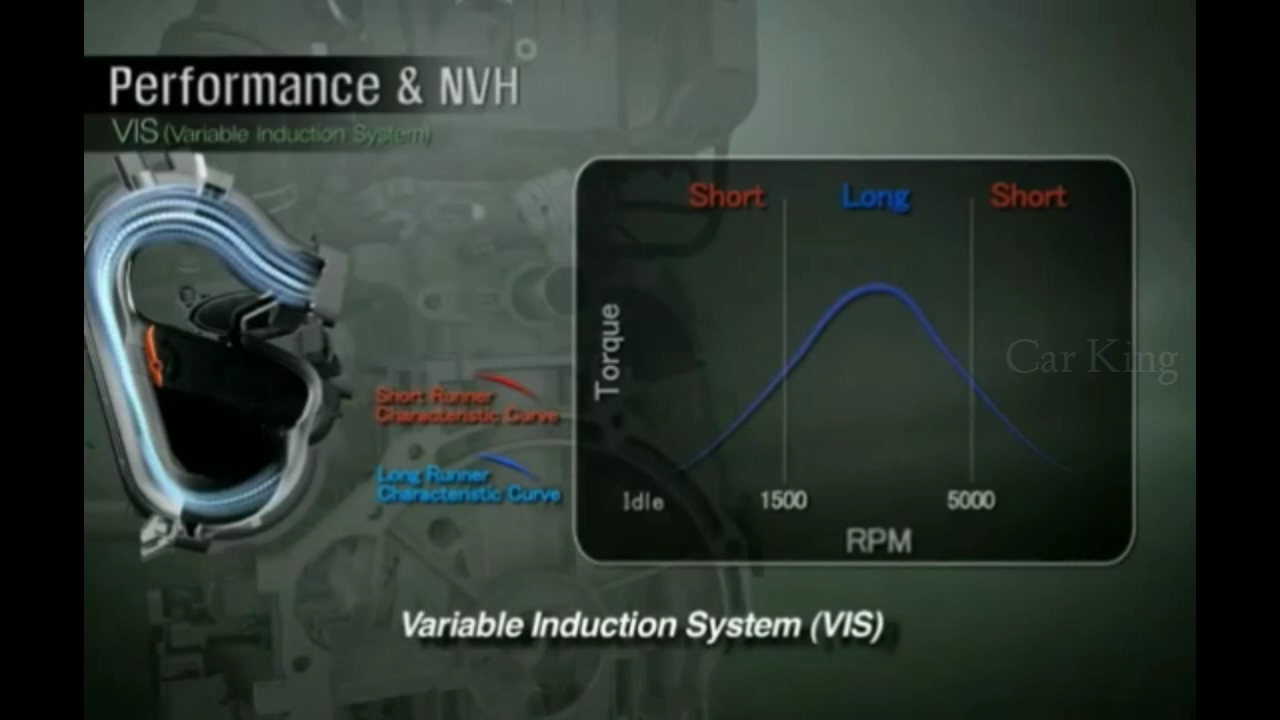 Performance & NVH
VIS (Variable Induction System)
Short Long Short
Torque
Car King
Short Runner
Characteristic Curve
Long Runner
Characteristic Curve
Idle 1500 5000
RPM
Variable Induction System (VIS)